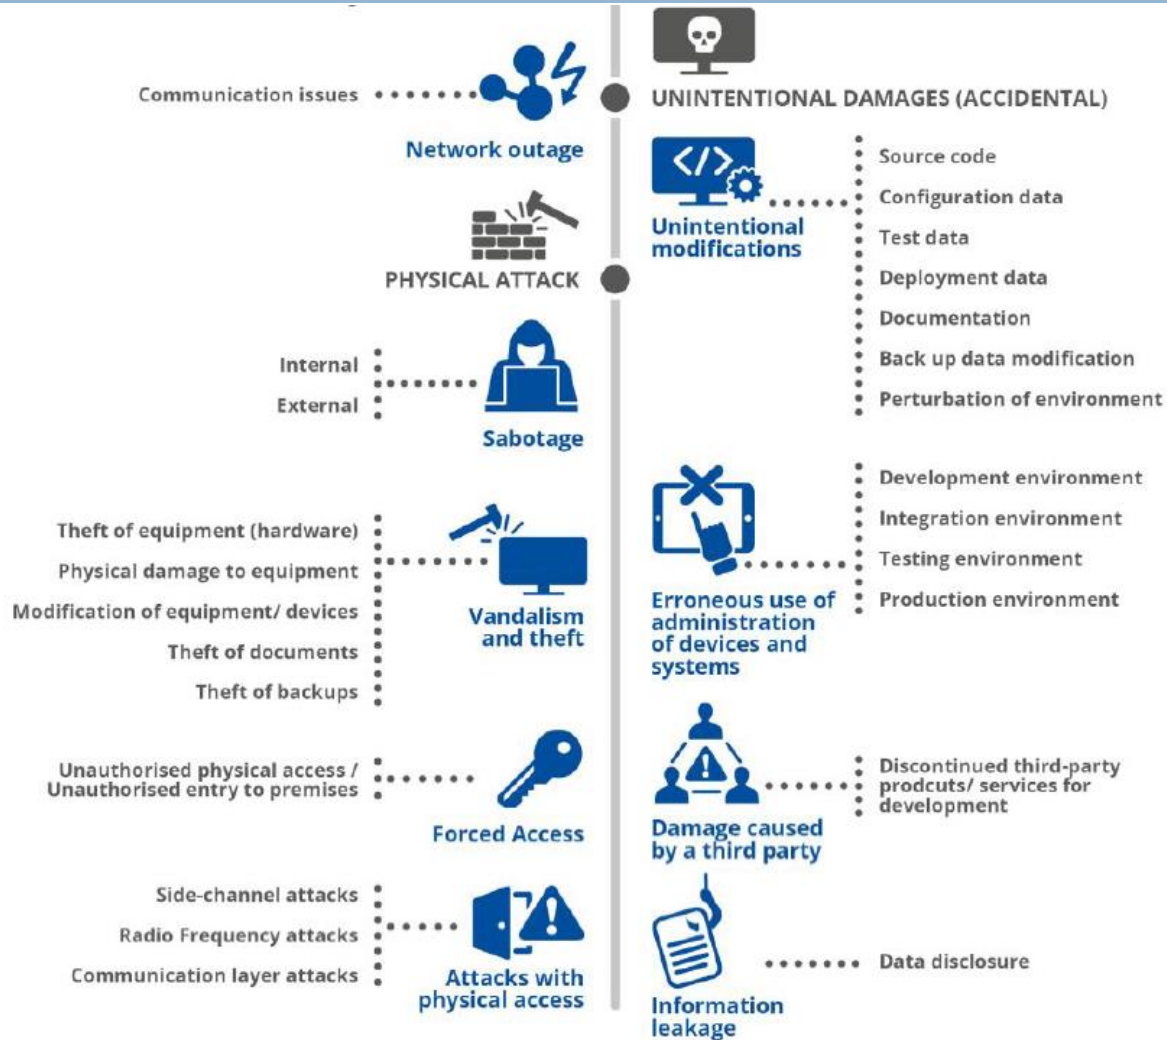 Communication issues
Network outage
PHYSICAL ATTACK
Internal
External
Sabotage
Theft of equipment (hardware)
Physical damage to equipment
Modification of equipment/ devices
Theft of documents
Theft of backups
Vandalism
and theft
Unauthorised physical access /
Unauthorised entry to premises
Forced Access
Side-channel attacks
Radio Frequency attacks
Communication layer attacks
Attacks with
physical access
UNINTENTIONAL DAMAGES (ACCIDENTAL)
</>
Unintentional
modifications
Source code
Configuration data
Test data
Deployment data
Documentation
Back up data modification
Perturbation of environment
Erroneous use of
administration
of devices and
systems
Development environment
Integration environment
Testing environment
Production environment
Damage caused
by a third party
Discontinued third-party
prodcuts/ services for
development
Information
leakage
Data disclosure